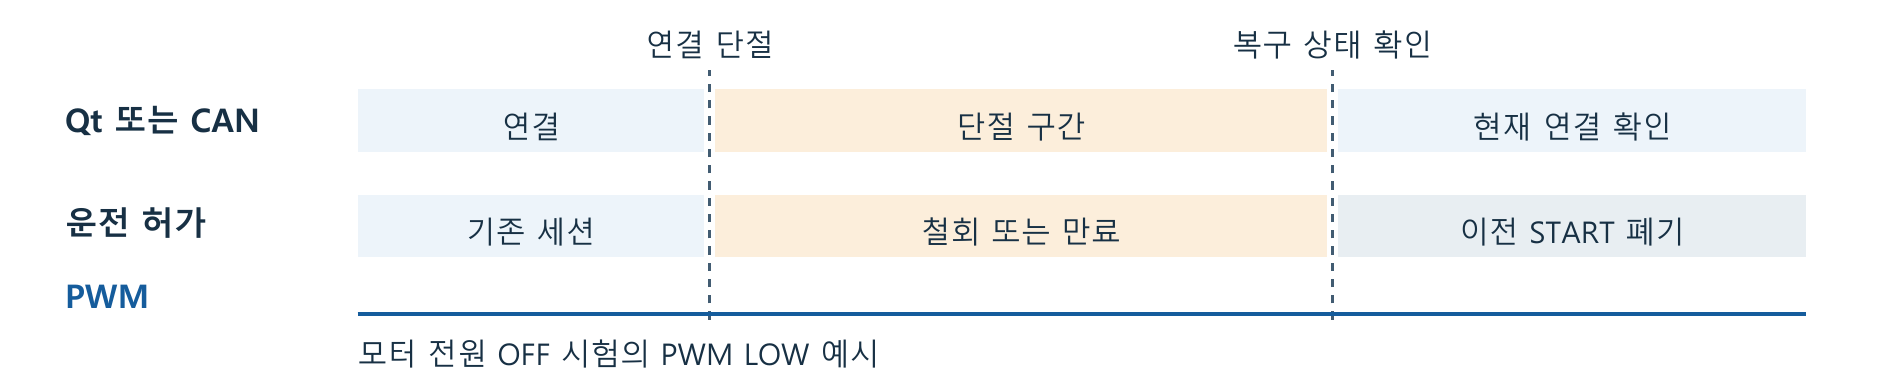 연결 단절
복구 상태 확인
Qt 또는 CAN
연결
단절 구간
현재 연결 확인
운전 허가
기존 세션
철회 또는 만료
이전 START 폐기
PWM
모터 전원 OFF 시험의 PWM LOW 예시